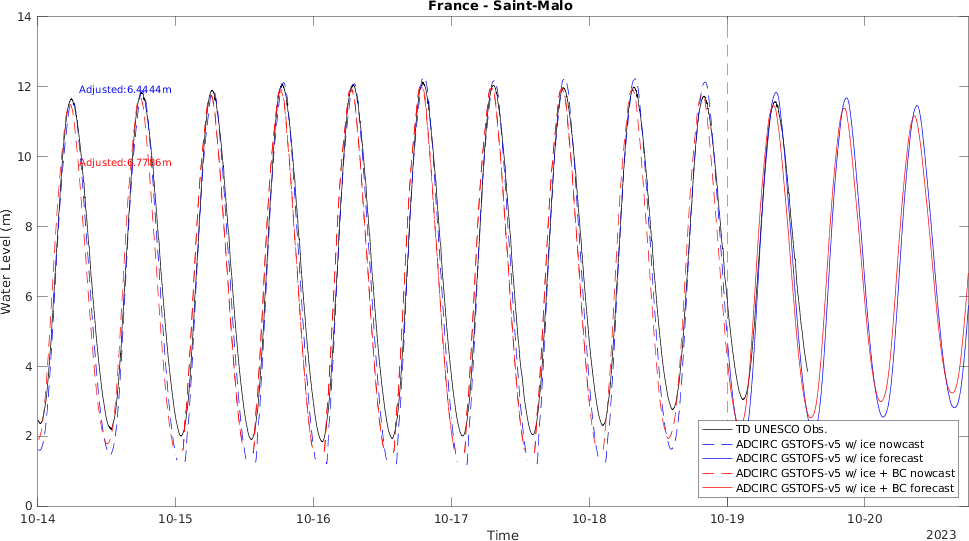 France - Saint-Malo
14
12
10
8
6
4
2
0
Water Level (m)
Adjusted:6.4444m
Adjusted:6.7786m
TD UNESCO Obs.
ADCIRC GSTOFS-v5 w/ ice nowcast
ADCIRC GSTOFS-v5 w/ ice forecast
ADCIRC GSTOFS-v5 w/ ice + BC nowcast
ADCIRC GSTOFS-v5 w/ ice + BC forecast
10-14 10-15 10-16 10-17 10-18 10-19 10-20
Time
2023